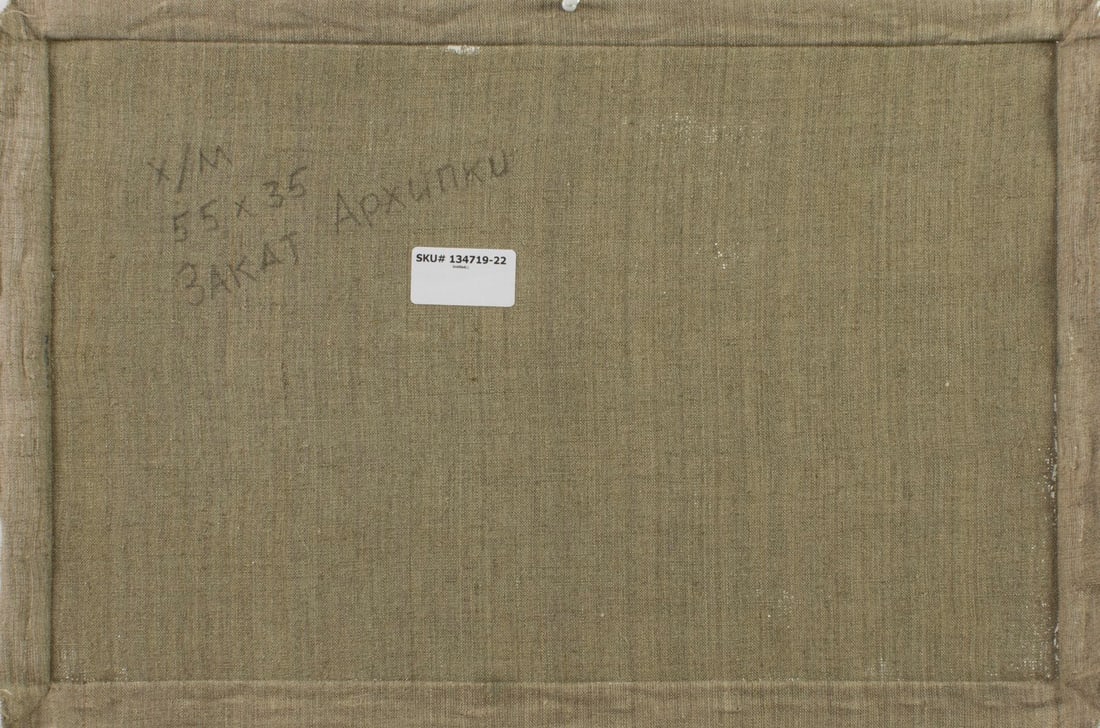 х/м
55 x 35
ЗАКАТ Архипки
SKU# 134719-22